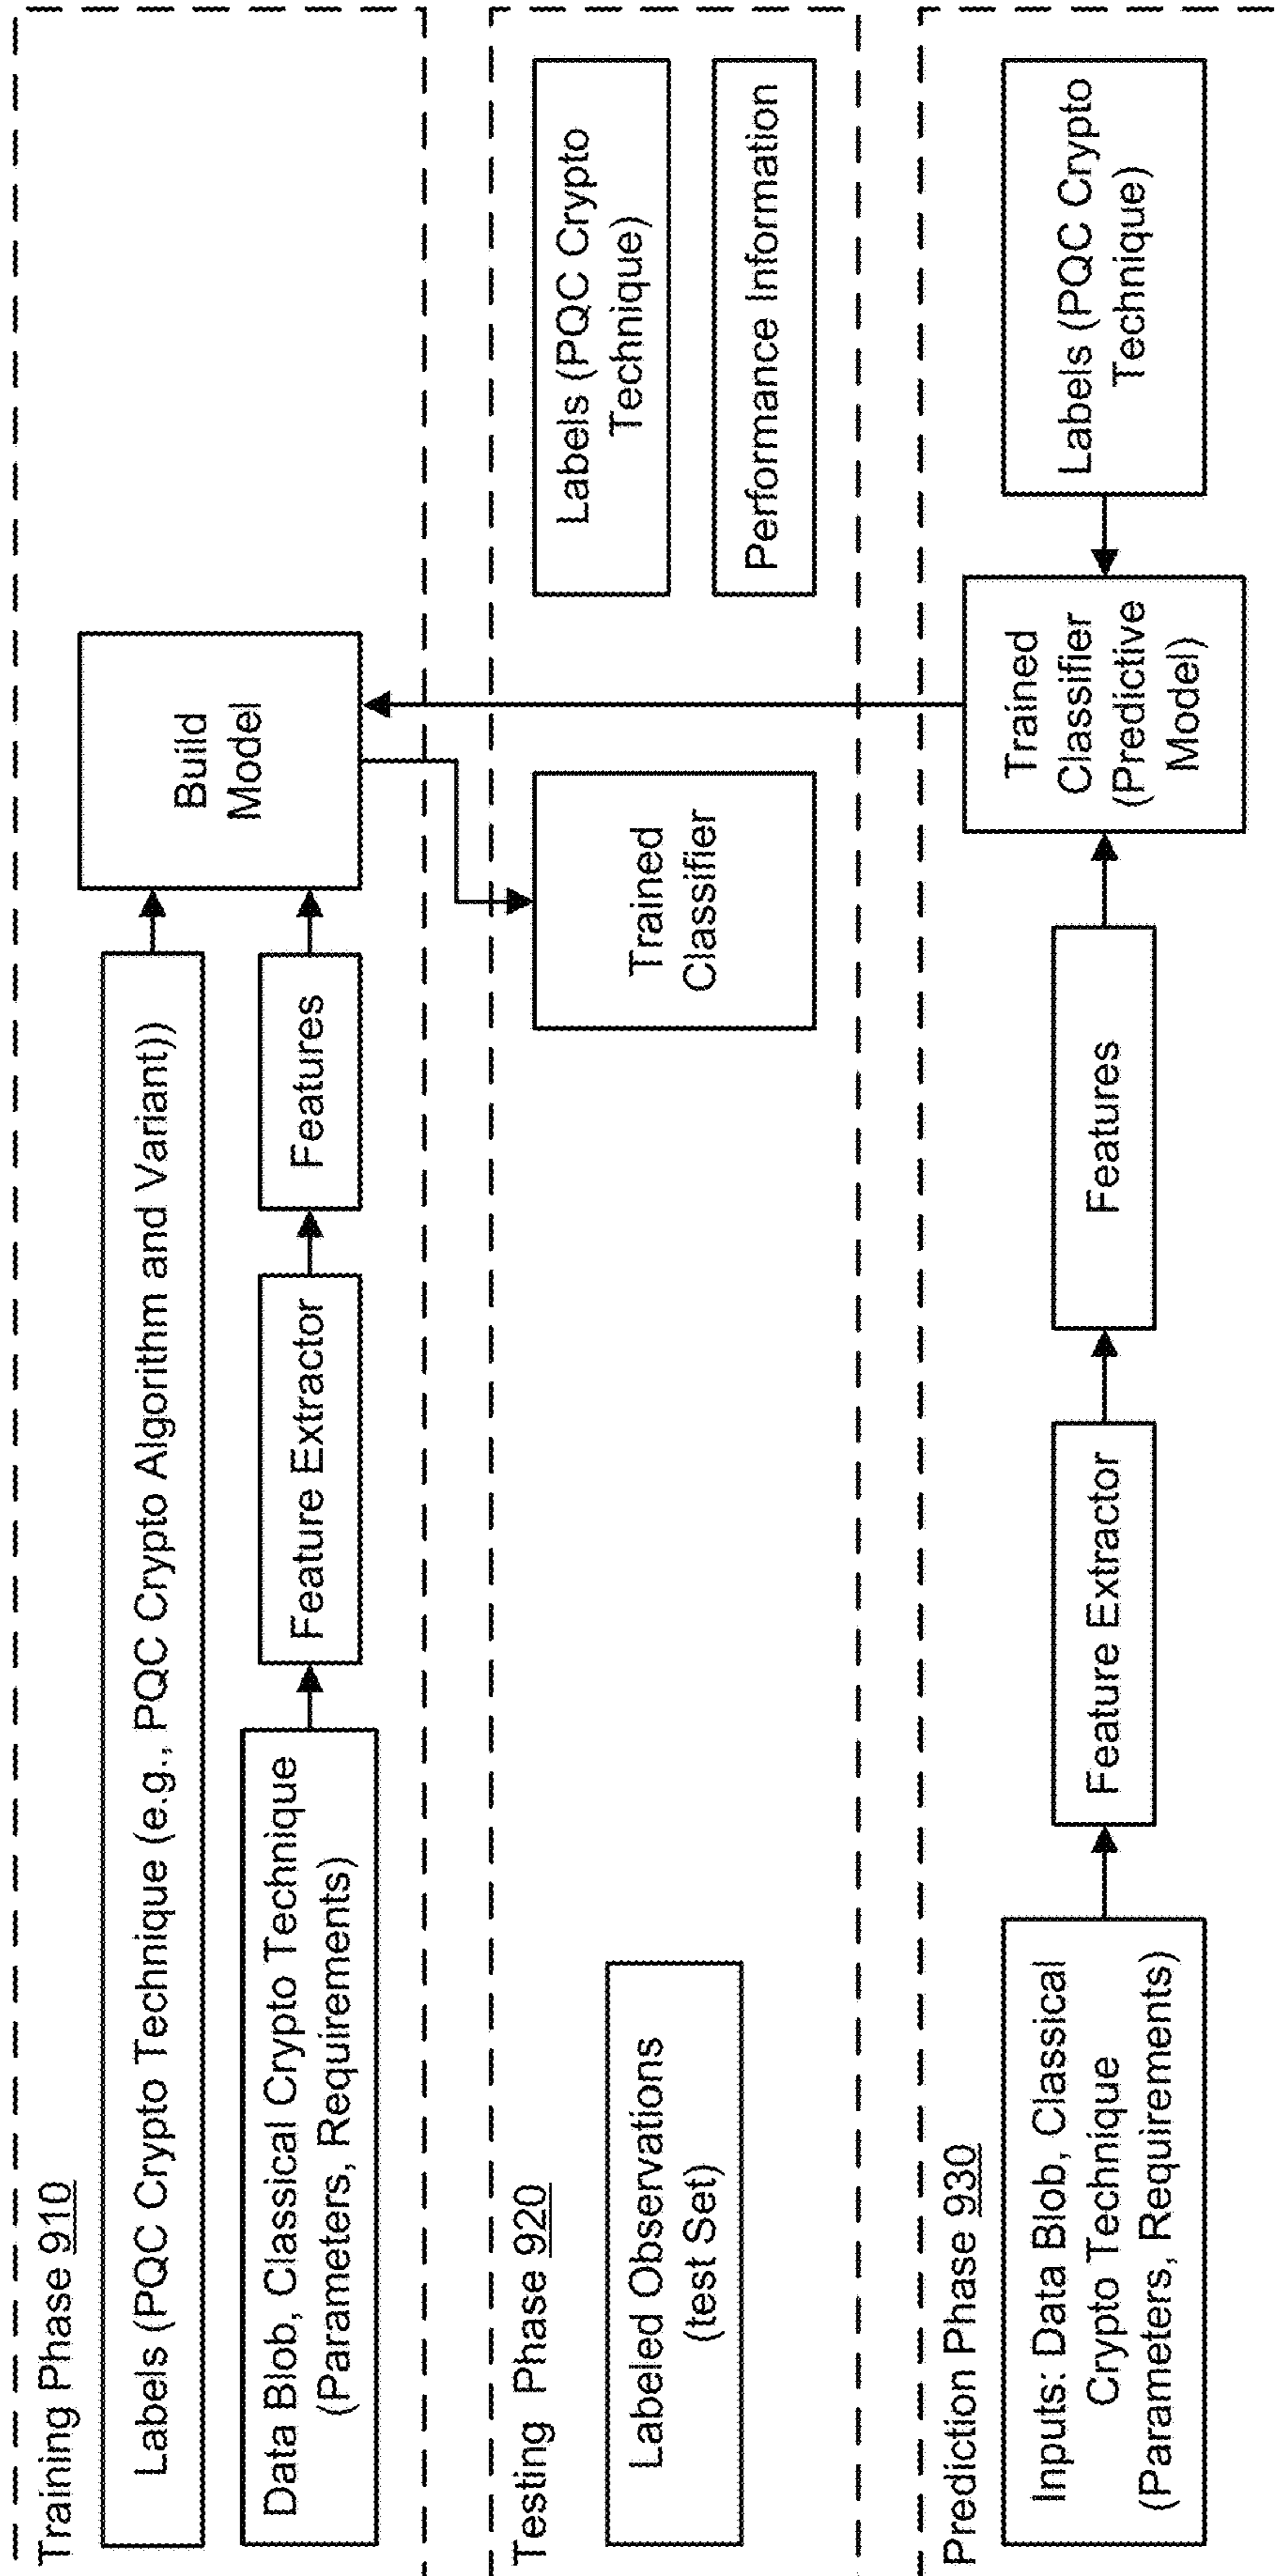 Training Phase 910
Labels (PQC Crypto Technique (e.g., PQC Crypto Algorithm and Variant))
Data Blob, Classical Crypto Technique
(Parameters, Requirements)
Feature Extractor
Features
Build
Model
Testing Phase 920
Labeled Observations
(test Set)
Trained
Classifier
Labels (PQC Crypto
Technique)
Performance Information
Prediction Phase 930
Inputs: Data Blob, Classical
Crypto Technique
(Parameters, Requirements)
Feature Extractor
Features
Trained
Classifier
(Predictive
Model)
Labels (PQC Crypto
Technique)